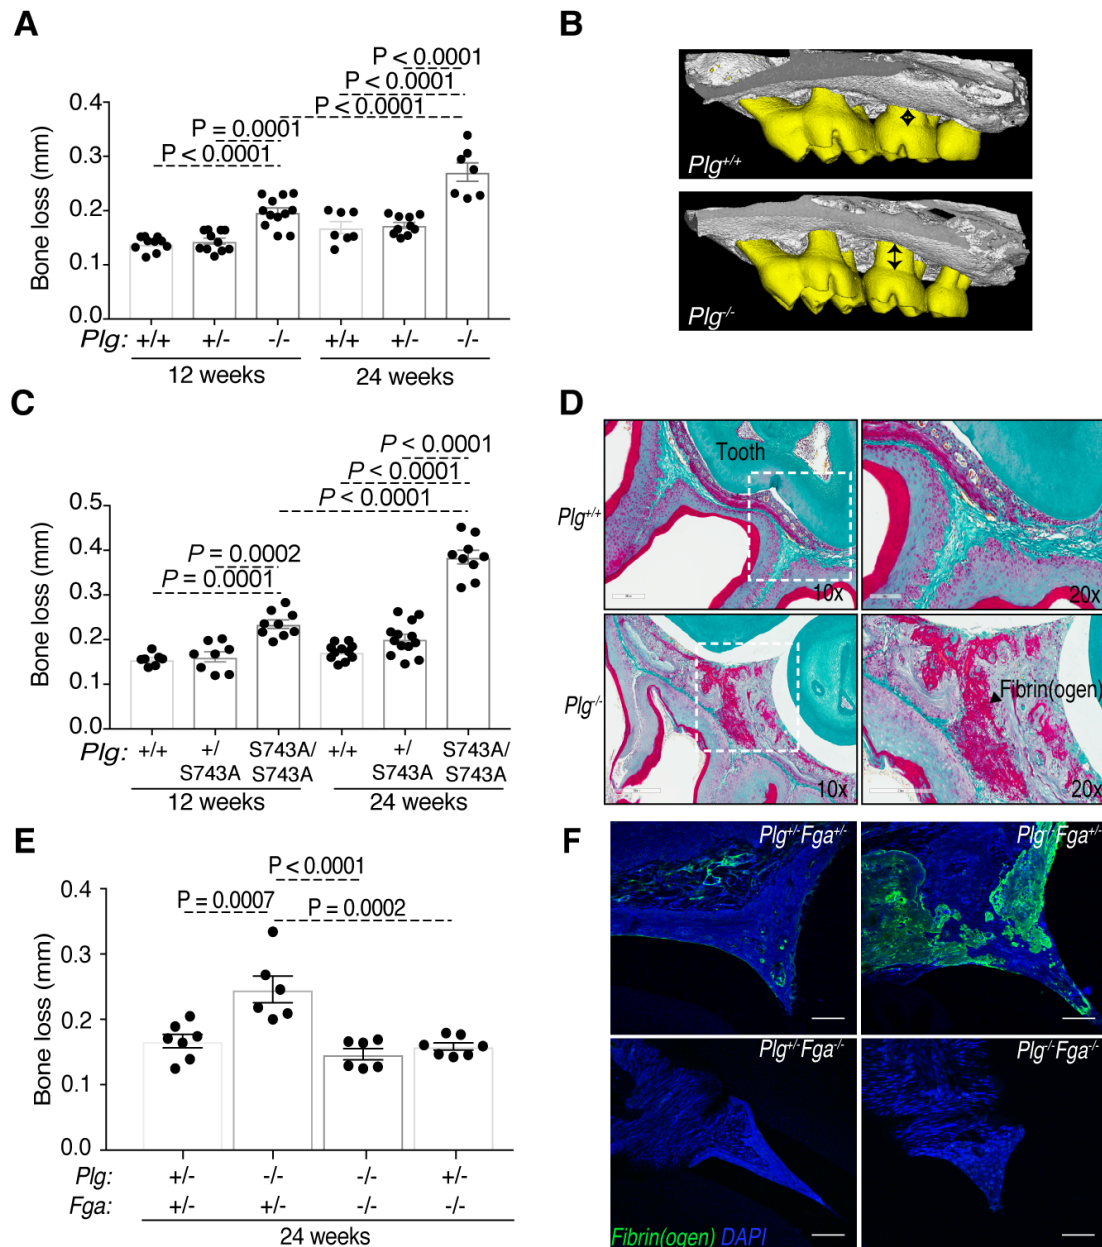 A
P < 0.0001
P < 0.0001
P < 0.0001
P = 0.0001
P < 0.0001
Bone loss (mm)
0.4
0.3
0.2
0.1
0.0
Plg: +/+ +/- -/- +/+ +/- -/-
12 weeks 24 weeks
B
Plg+/+
Plg-/-
C
P < 0.0001
P < 0.0001
P < 0.0001
P = 0.0002
P = 0.0001
Bone loss (mm)
0.5
0.4
0.3
0.2
0.1
0.0
Plg: +/+ +/ S743A/ +/+ +/ S743A/
S743A S743A S743A S743A
12 weeks 24 weeks
D
Tooth
Plg+/+
10x
20x
Plg-/-
Fibrin(ogen)
10x
20x
E
P < 0.0001
P = 0.0007
P = 0.0002
Bone loss (mm)
0.4
0.3
0.2
0.1
0.0
Plg: +/- -/- -/- +/-
Fga: +/- +/- -/- -/-
24 weeks
F
Plg+/-Fga+/-
Plg-/-Fga+/-
Plg+/-Fga-/-
Plg-/-Fga-/-
Fibrin(ogen) DAPI